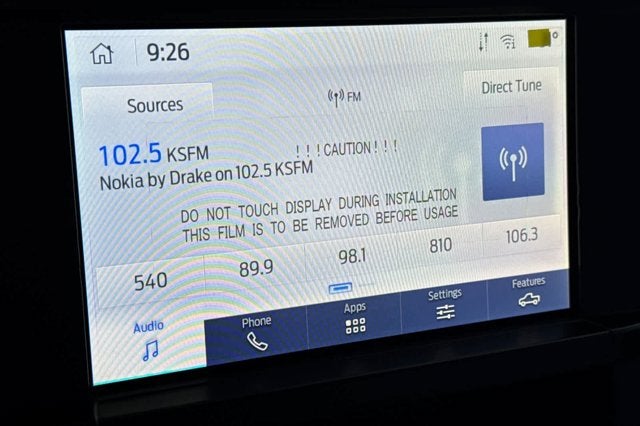 9:26
Sources
FM
Direct Tune
102.5 KSFM
! ! ! CAUTION ! ! !
Nokia by Drake on 102.5 KSFM
DO NOT TOUCH DISPLAY DURING INSTALLATION
THIS FILM IS TO BE REMOVED BEFORE USAGE
540 89.9 98.1 810 106.3
Audio Phone Apps Settings Features